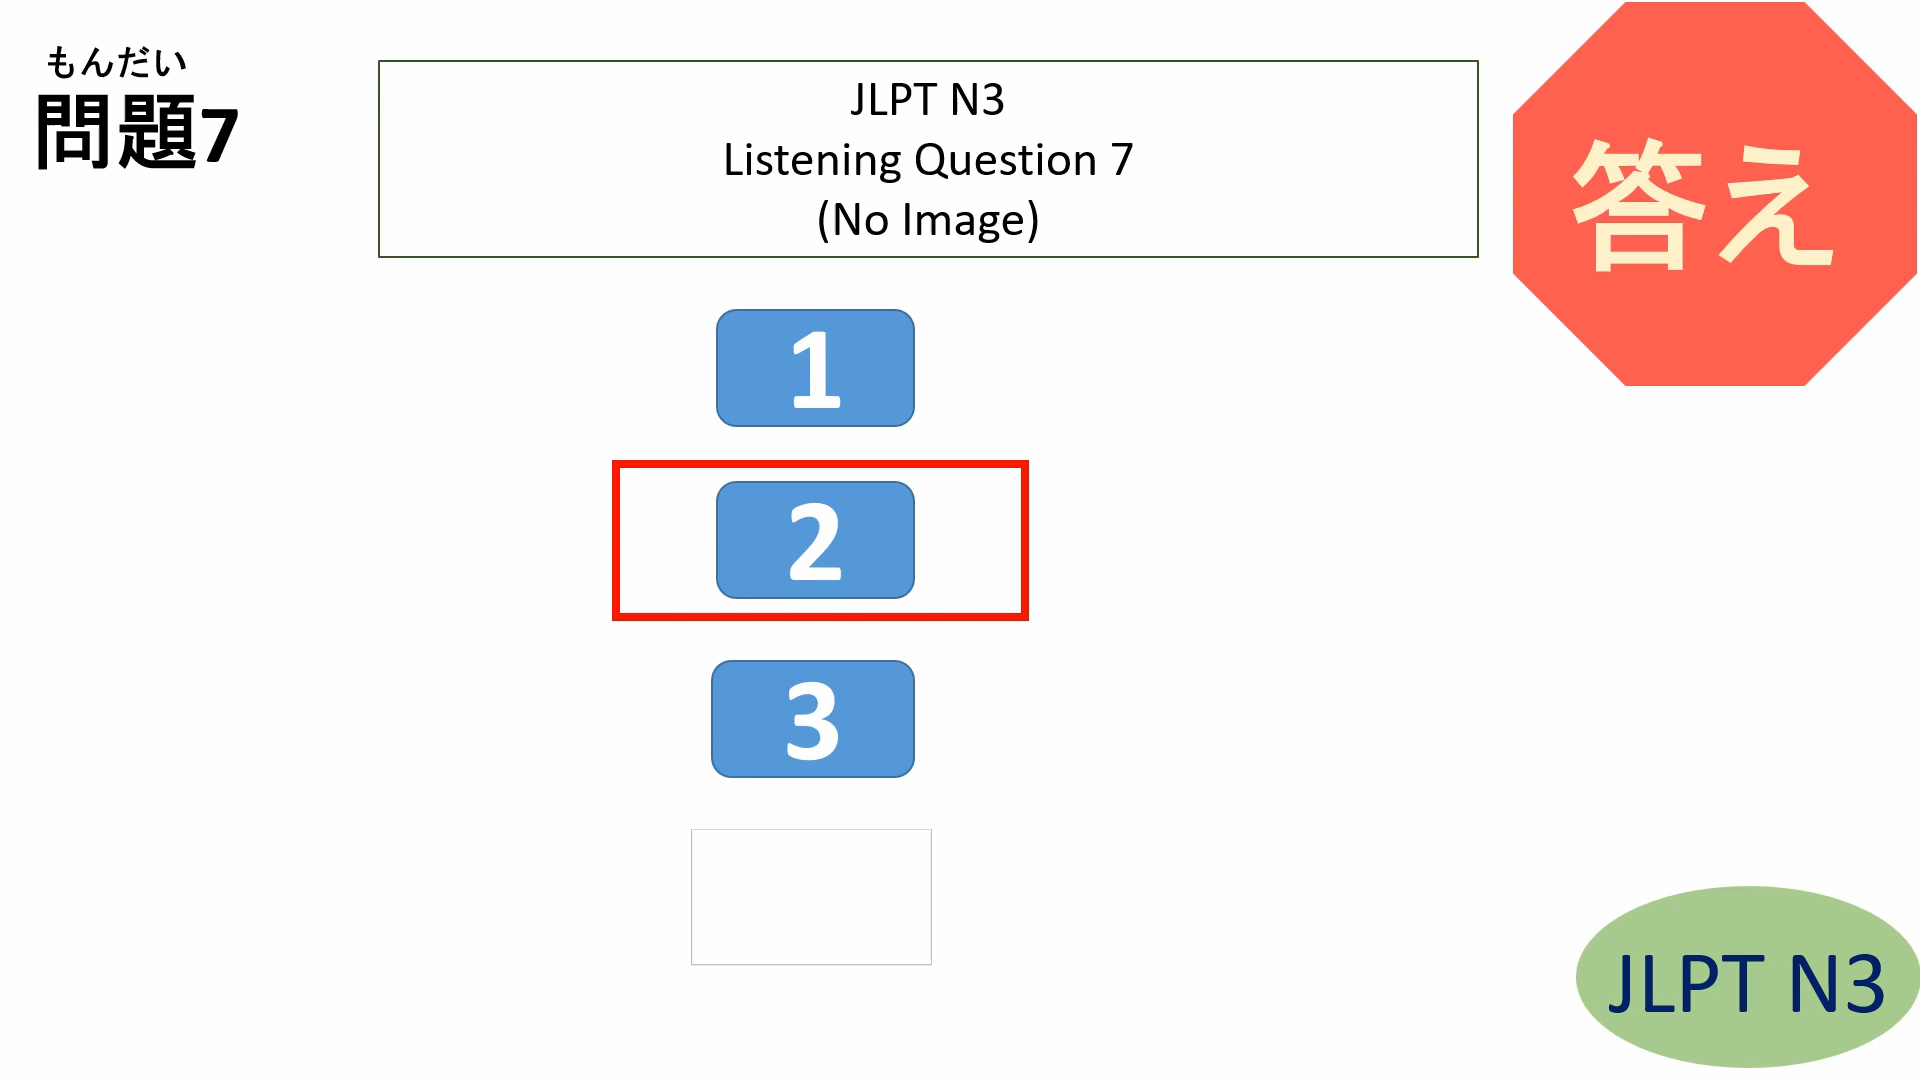 もんだい
問題7
JLPT N3
Listening Question 7
(No Image)
答え
1
2
3
JLPT N3